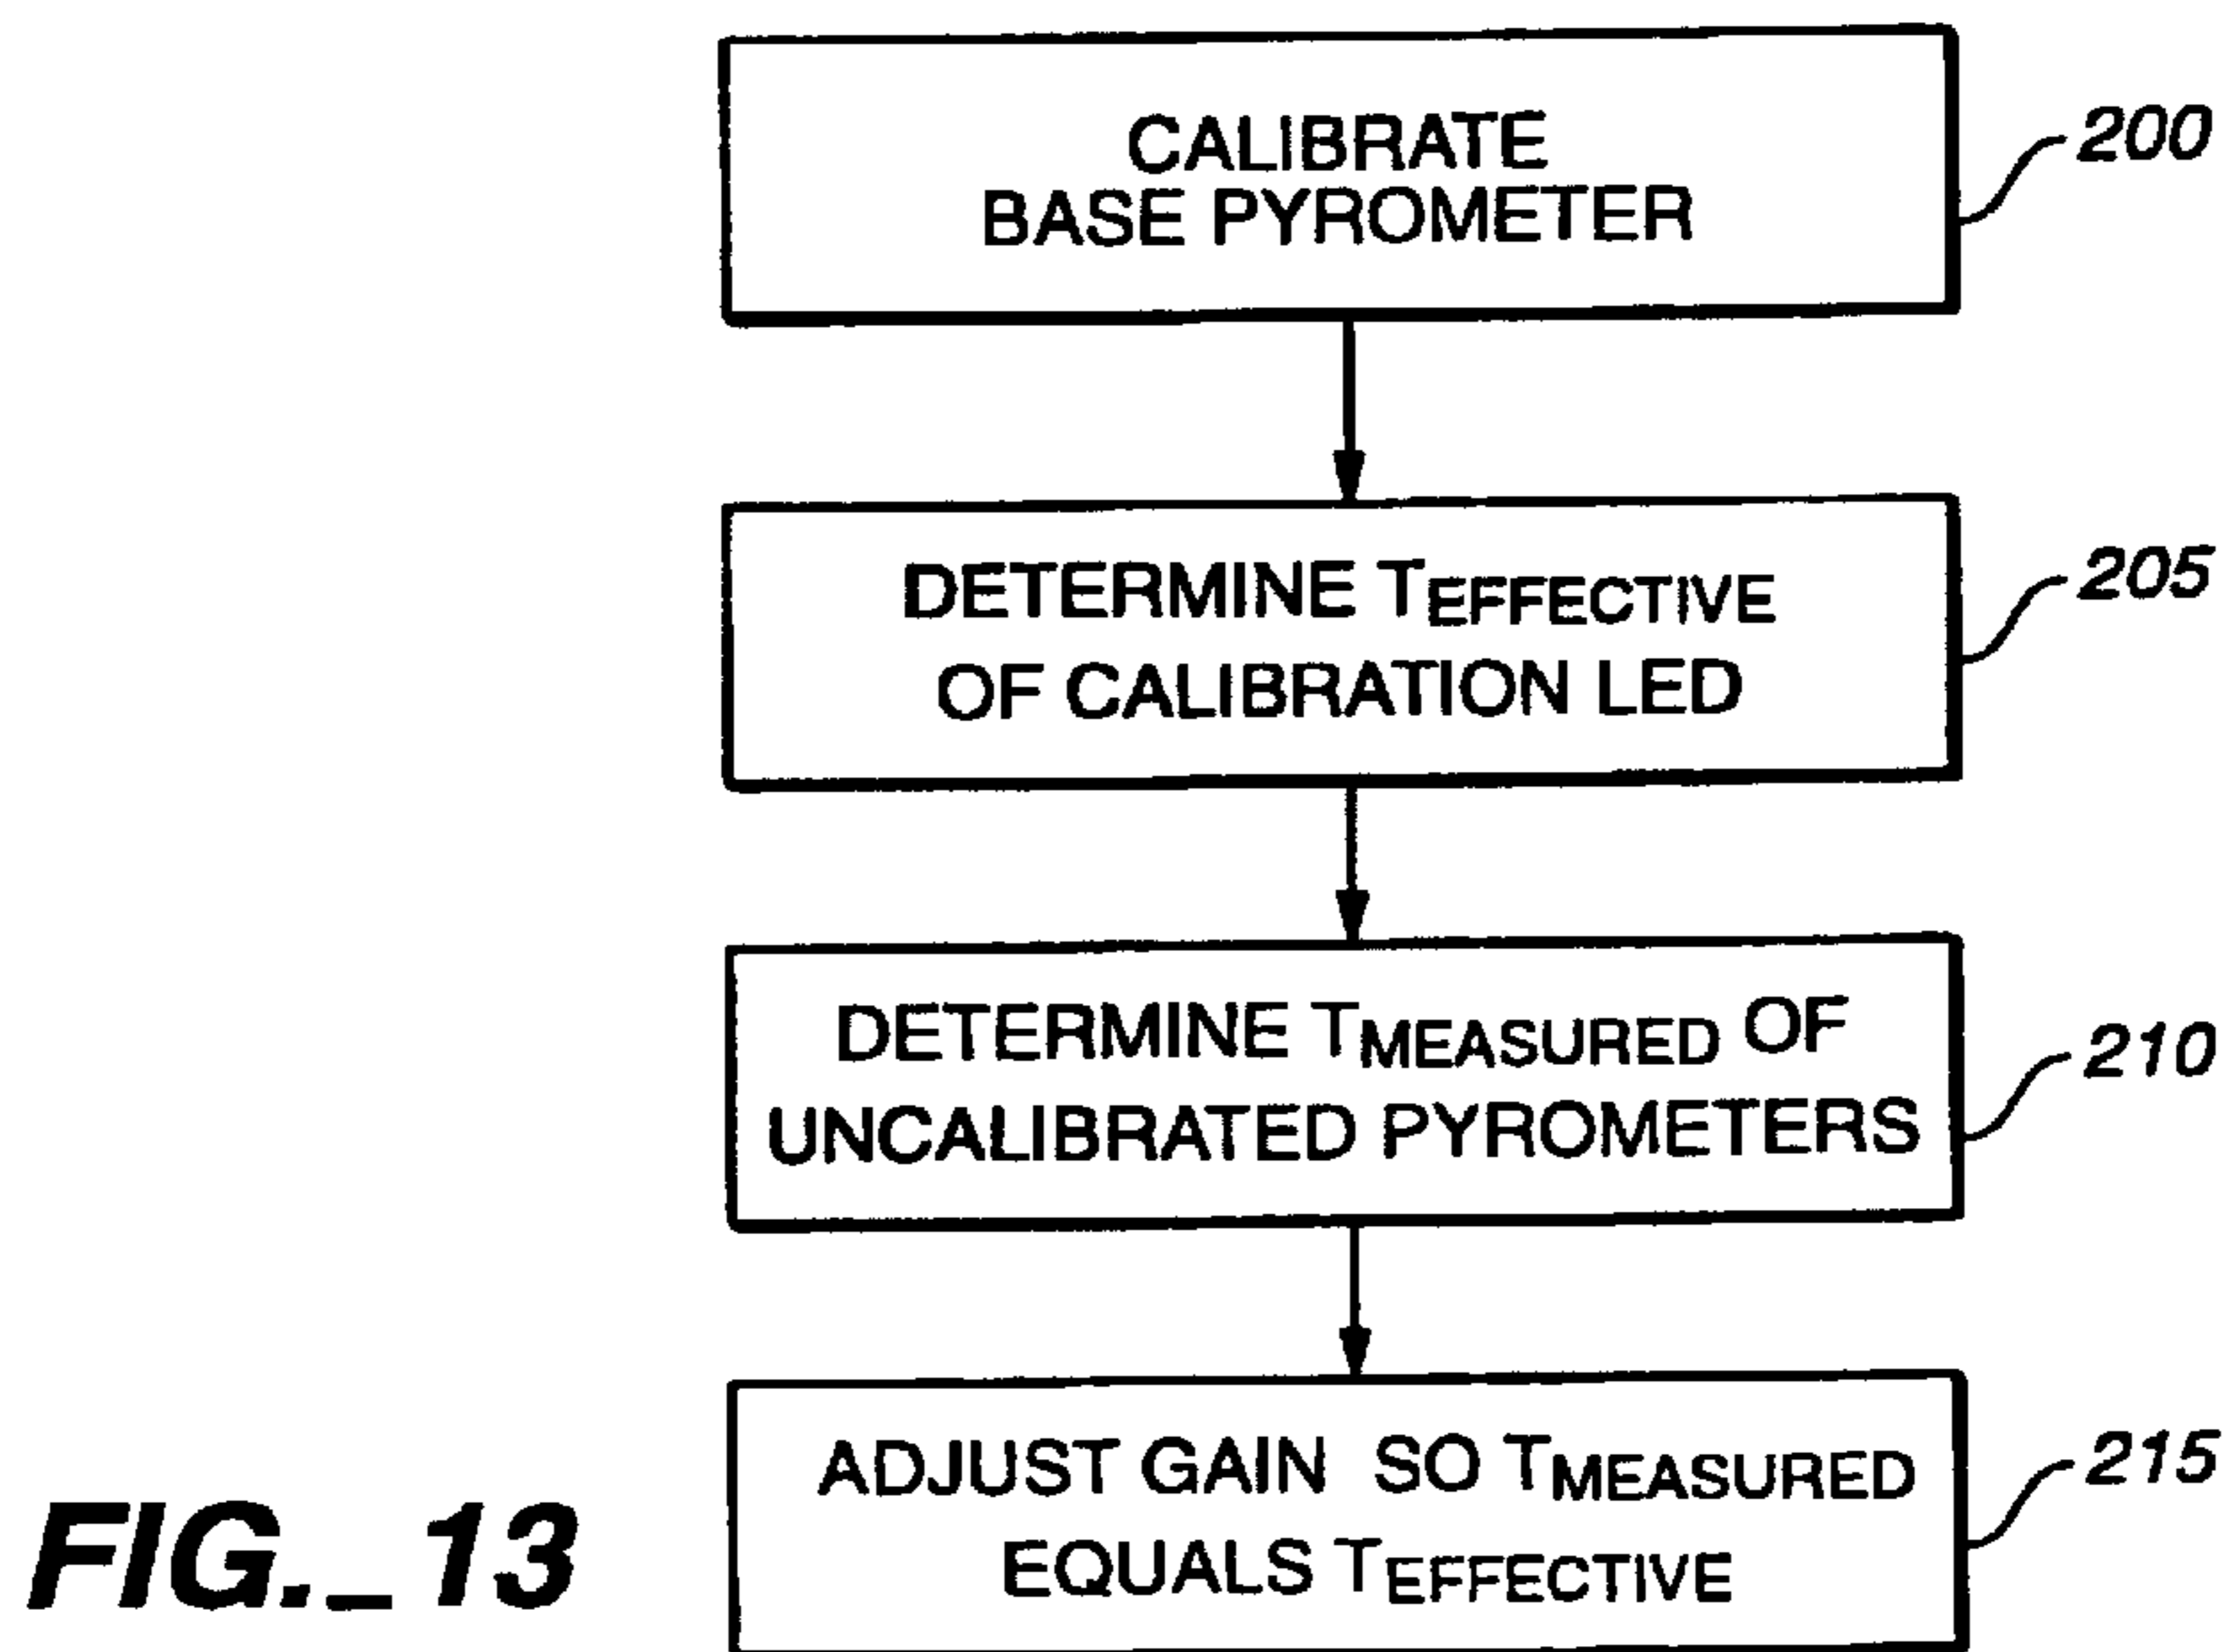 CALIBRATE
BASE PYROMETER
200
DETERMINE TEFFECTIVE
OF CALIBRATION LED
205
DETERMINE TMEASURED OF
UNCALIBRATED PYROMETERS
210
ADJUST GAIN SO TMEASURED
EQUALS TEFFECTIVE
215
FIG._13